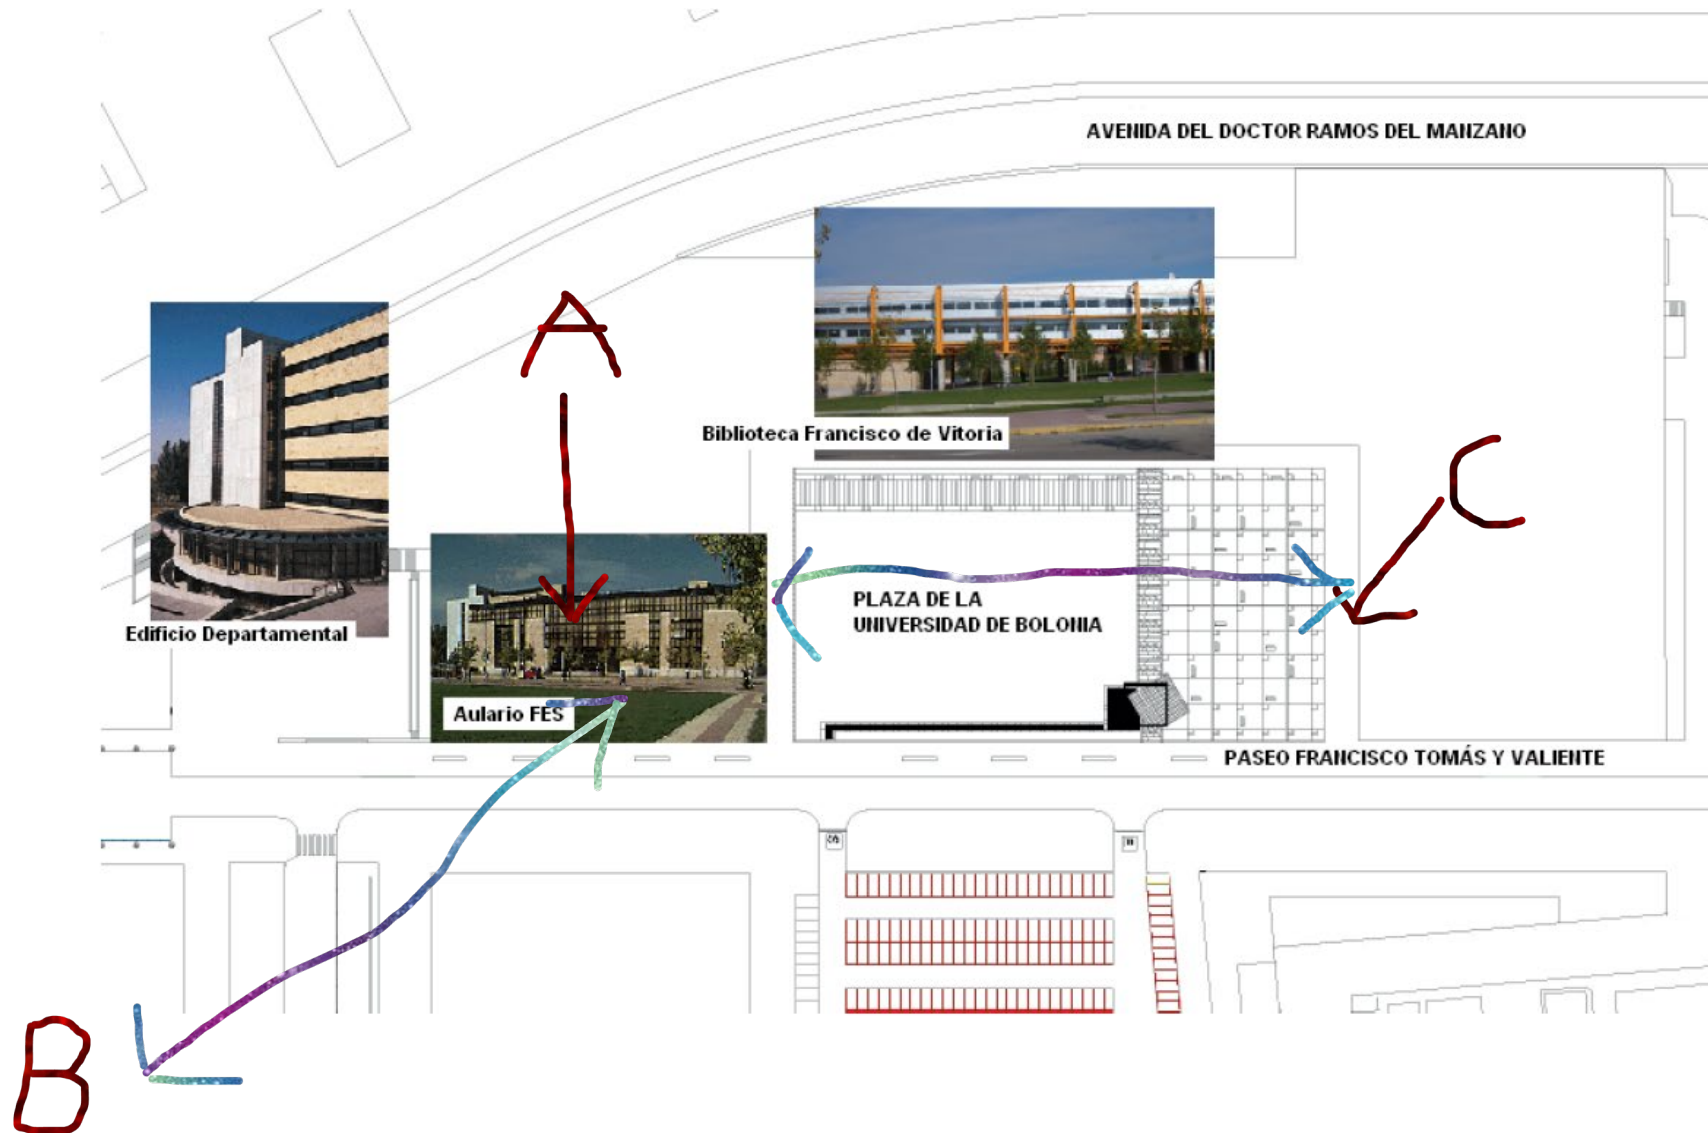 AVENIDA DEL DOCTOR RAMOS DEL MANZANO
A
Biblioteca Francisco de Vitoria
C
PLAZA DE LA
UNIVERSIDAD DE BOLONIA
Edificio Departamental
Aulario FES
PASEO FRANCISCO TOMÁS Y VALIENTE
B